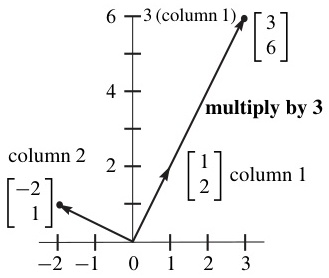 6
3 (column 1)
[3
6]
4
multiply by 3
column 2
2
[1
2]
column 1
[−2
1]
−2 −1 0 1 2 3